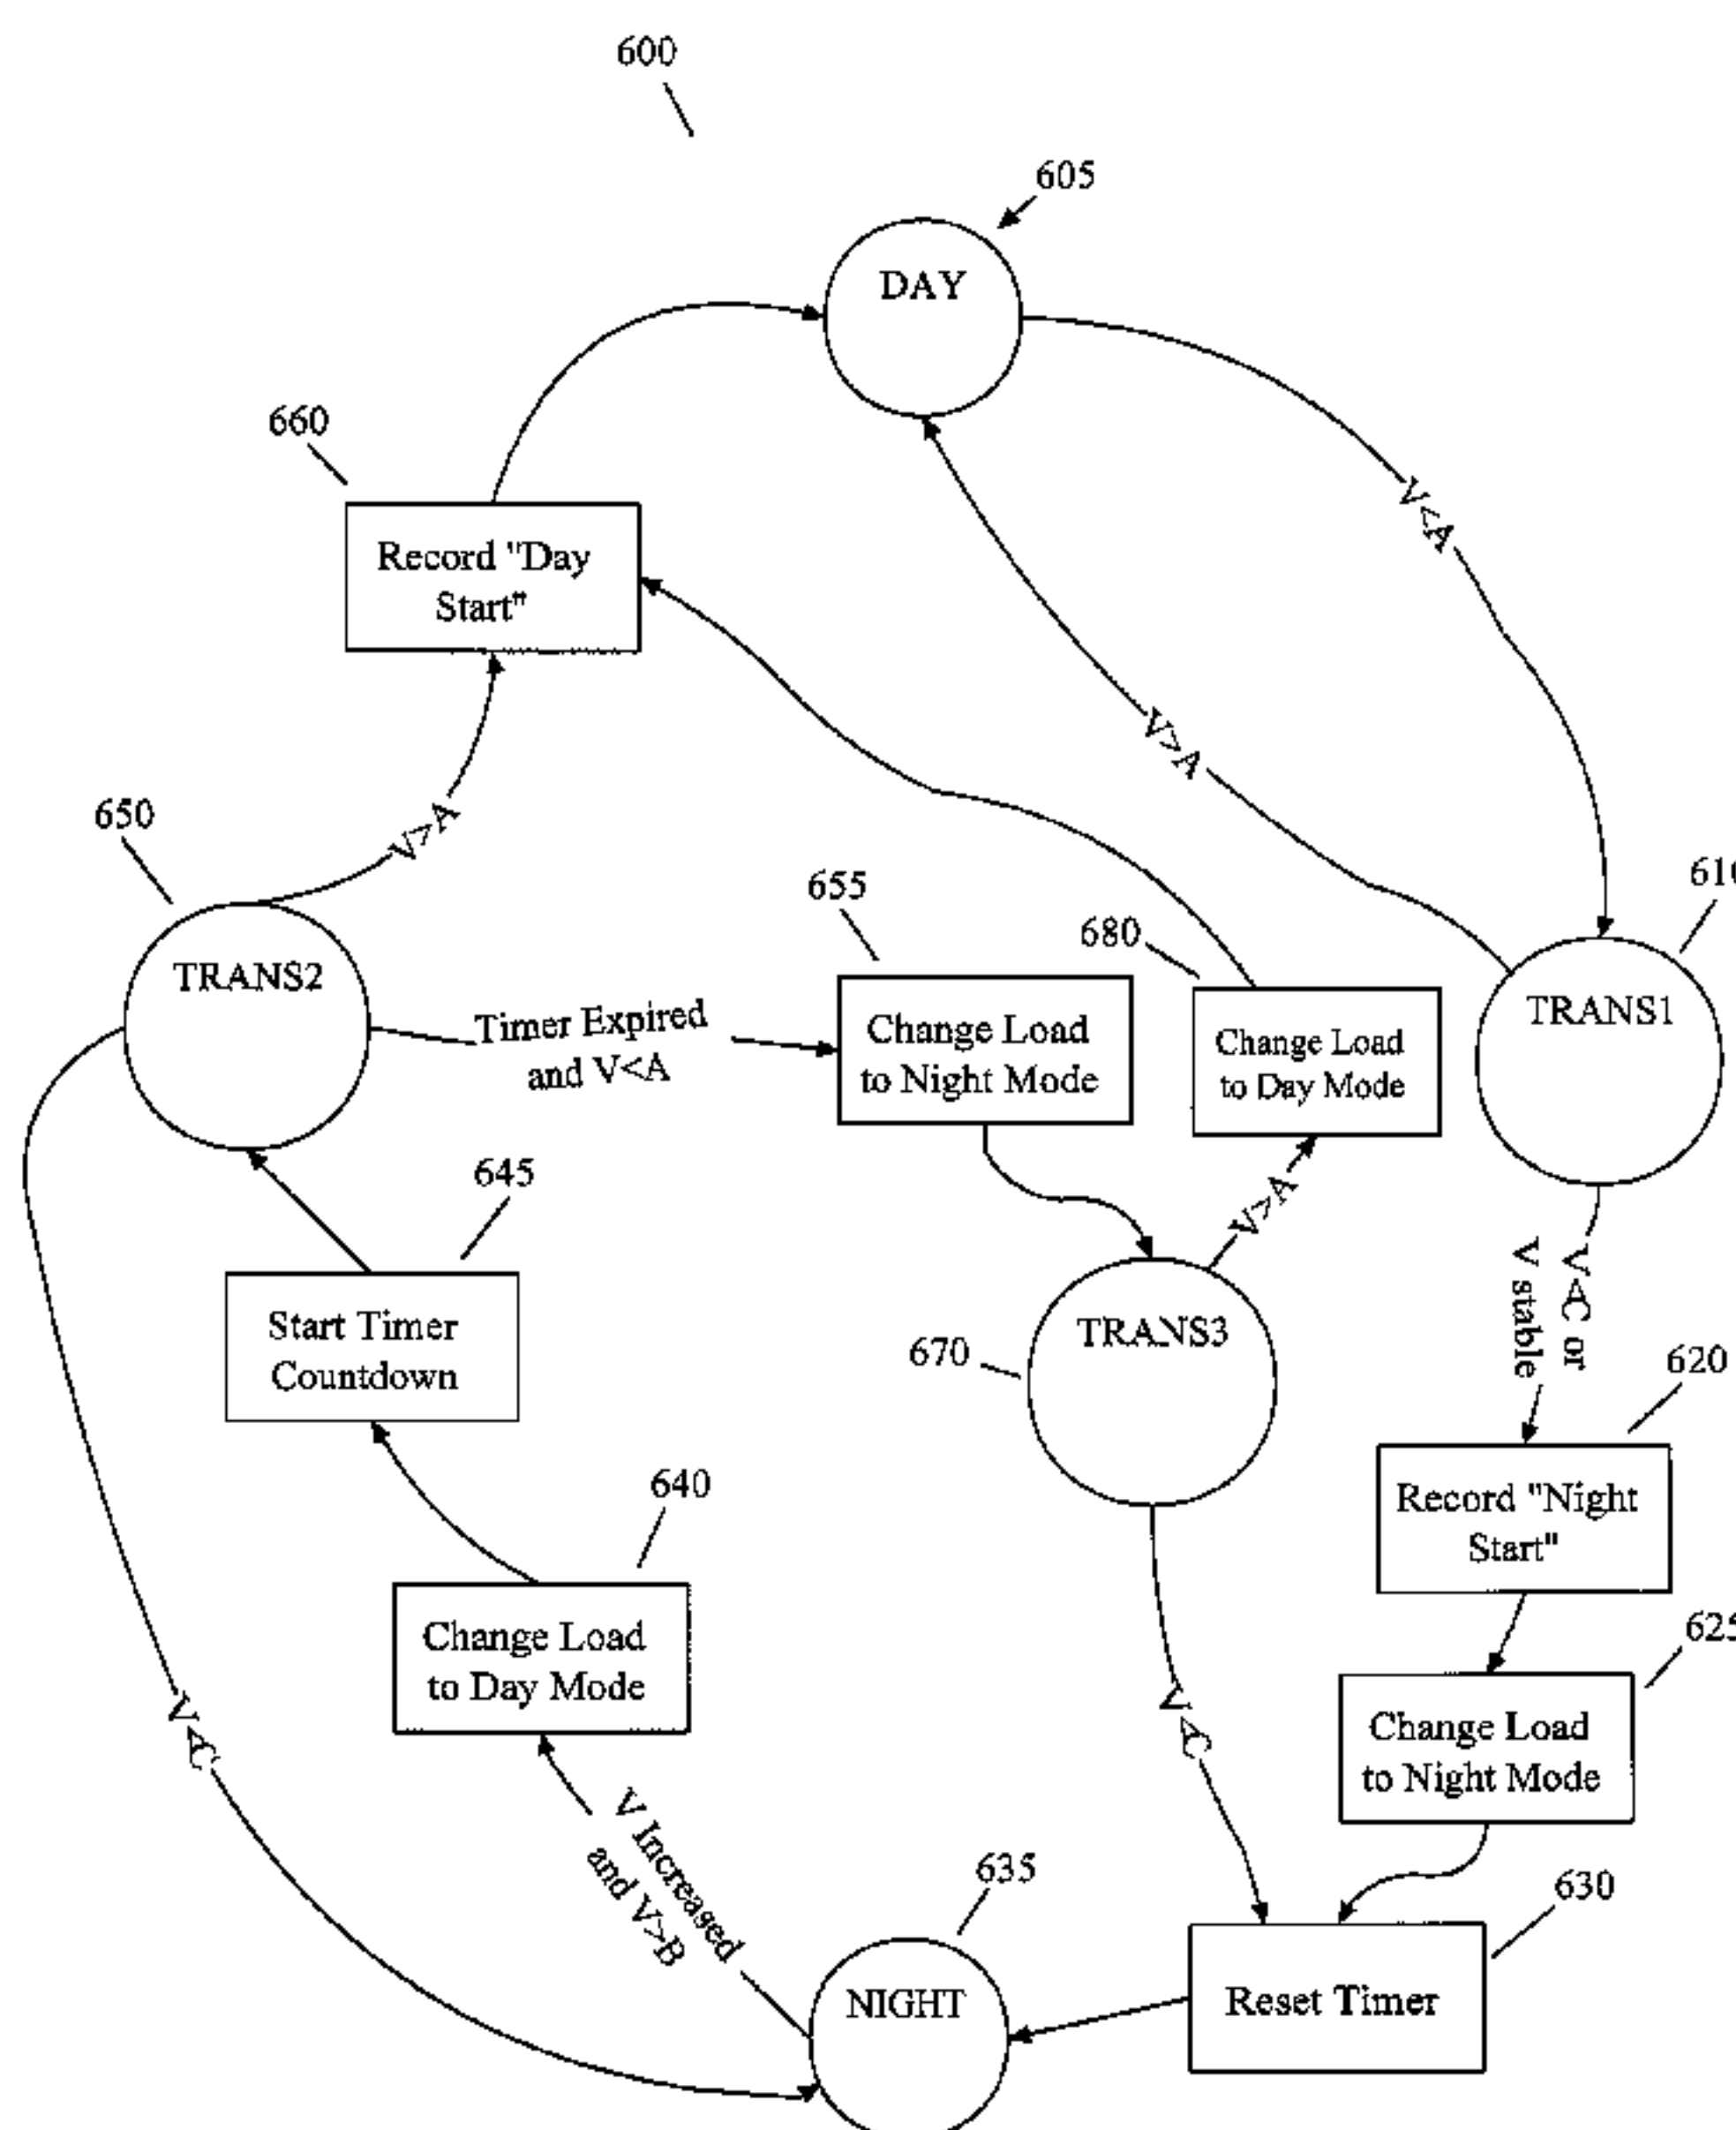 600
605
DAY
660
Record "Day
Start"
V<A
V>A
650
V>A
655
680
610
TRANS2
TRANS1
Timer Expired
and V<A
Change Load
to Night Mode
Change Load
to Day Mode
645
V>A
V<C or
V stable
Start Timer
Countdown
670
TRANS3
620
640
Record "Night
Start"
Change Load
to Day Mode
625
V<C
V<C
Change Load
to Night Mode
V Increased
and V>B
635
630
NIGHT
Reset Timer